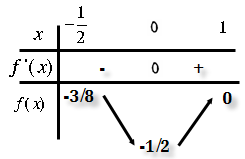 x -1/2 0 1
f'(x) - 0 +
f(x) -3/8 -1/2 0